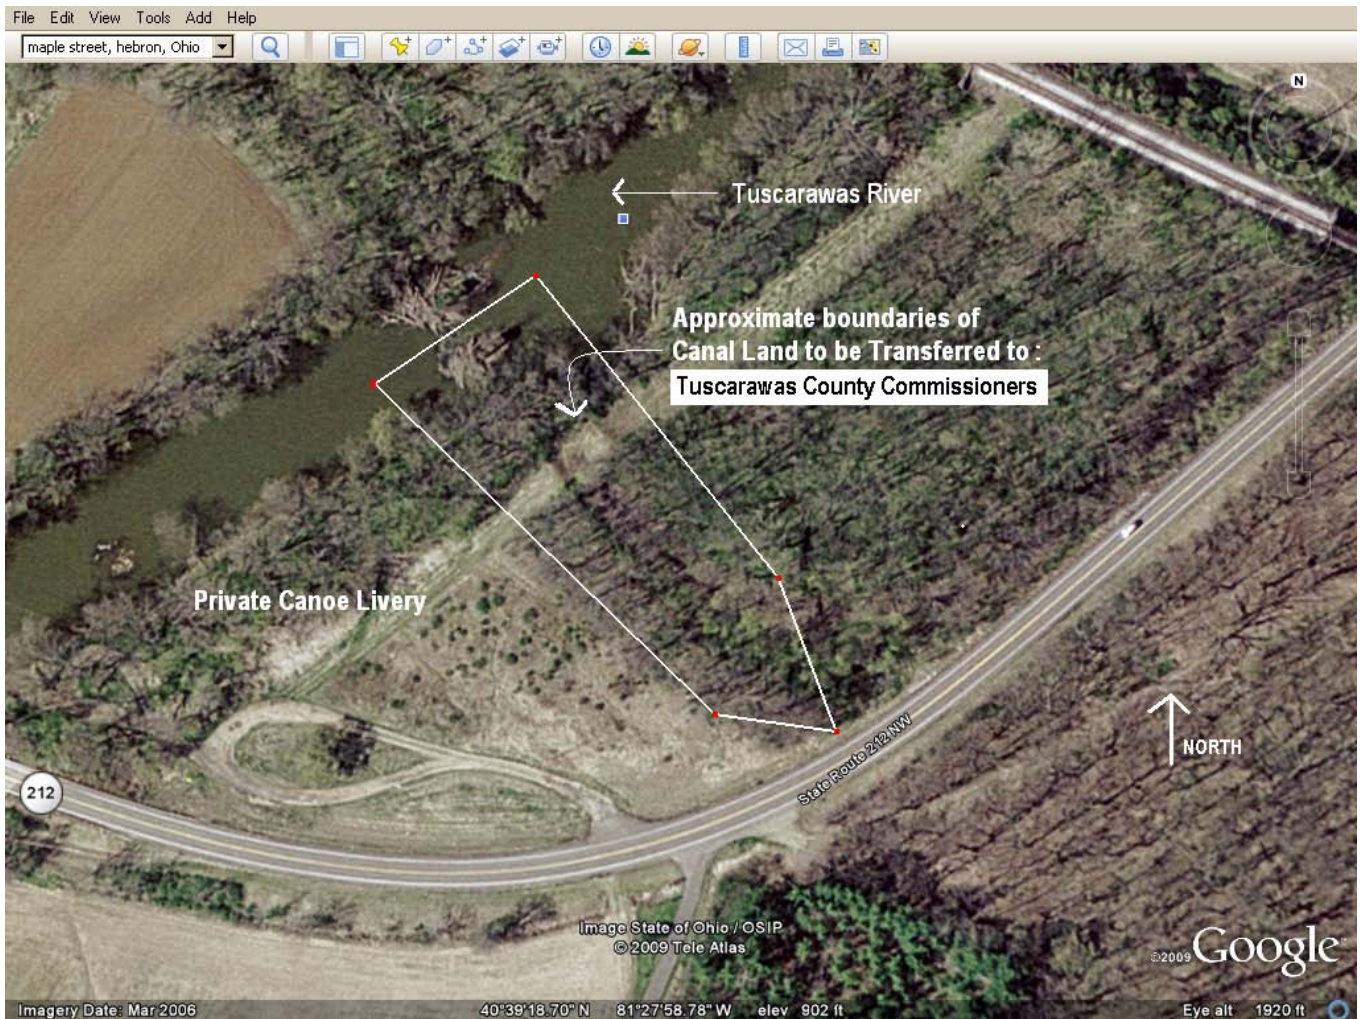 File Edit View Tools Add Help
maple street, hebron, Ohio
N
Tuscarawas River
Approximate boundaries of
Canal Land to be Transferred to :
Tuscarawas County Commissioners
Private Canoe Livery
NORTH
State Route 212 NW
212
Image State of Ohio / OSIP
© 2009 Tele Atlas
©2009 Google
Imagery Date: Mar 2006 40°39'18.70" N 81°27'58.78" W elev 902 ft Eye alt 1920 ft